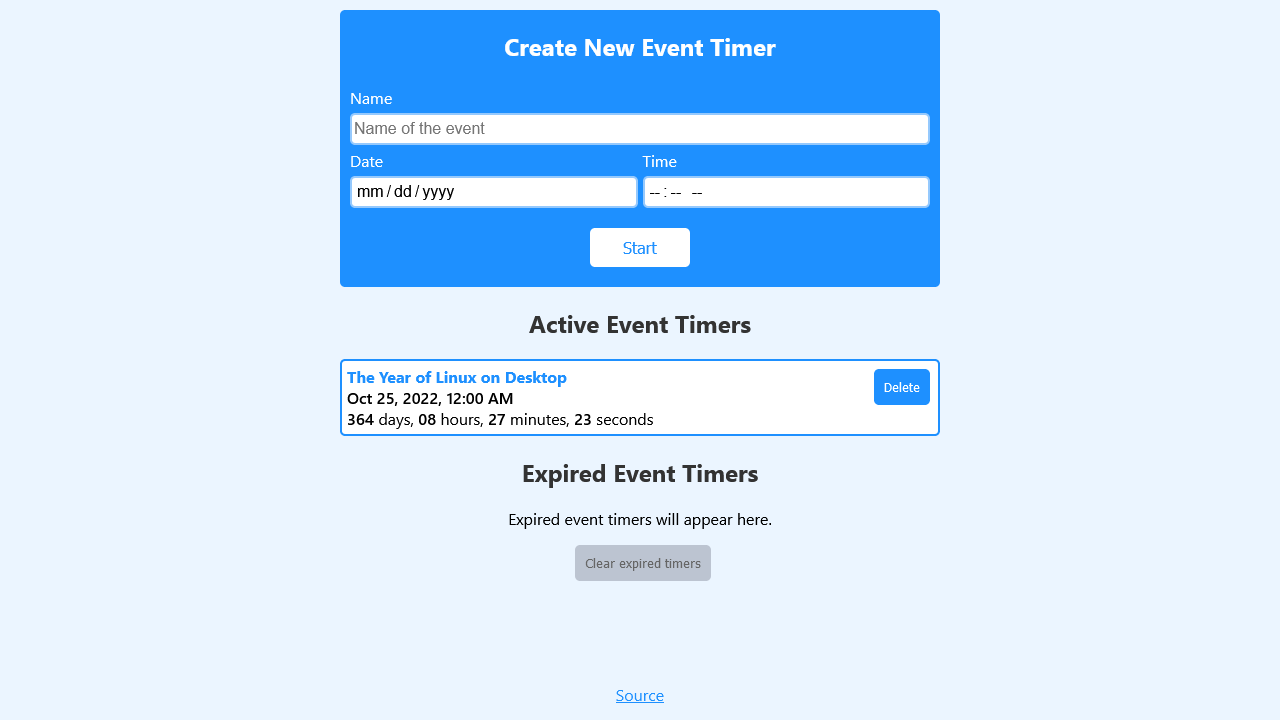 Create New Event Timer
Name
Name of the event
Date Time
mm/dd/yyyy --:-- --
Start
Active Event Timers
The Year of Linux on Desktop Delete
Oct 25, 2022, 12:00 AM
364 days, 08 hours, 27 minutes, 23 seconds
Expired Event Timers
Expired event timers will appear here.
Clear expired timers
Source